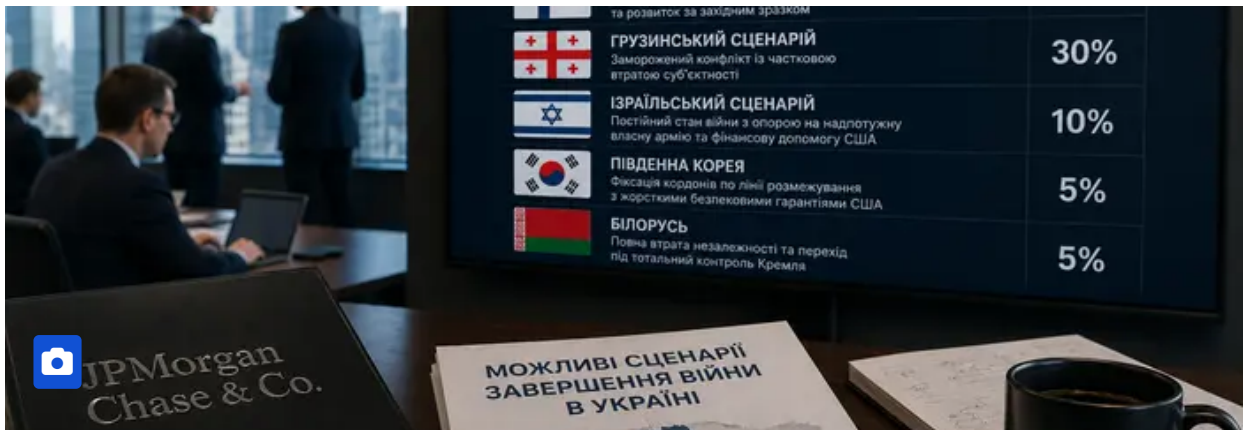 та розвиток за західним зразком
ГРУЗИНСЬКИЙ СЦЕНАРІЙ
Заморожений конфлікт із частковою
втратою суб'єктності
30%
ІЗРАЇЛЬСЬКИЙ СЦЕНАРІЙ
Постійний стан війни з опорою на надпотужну
власну армію та фінансову допомогу США
10%
ПІВДЕННА КОРЕЯ
Фіксація кордонів по лінії розмежування
з жорсткими безпековими гарантіями США
5%
БІЛОРУСЬ
Повна втрата незалежності та перехід
під тотальний контроль Кремля
5%
JPMorgan
Chase & Co.
МОЖЛИВІ СЦЕНАРІЇ
ЗАВЕРШЕННЯ ВІЙНИ
В УКРАЇНІ